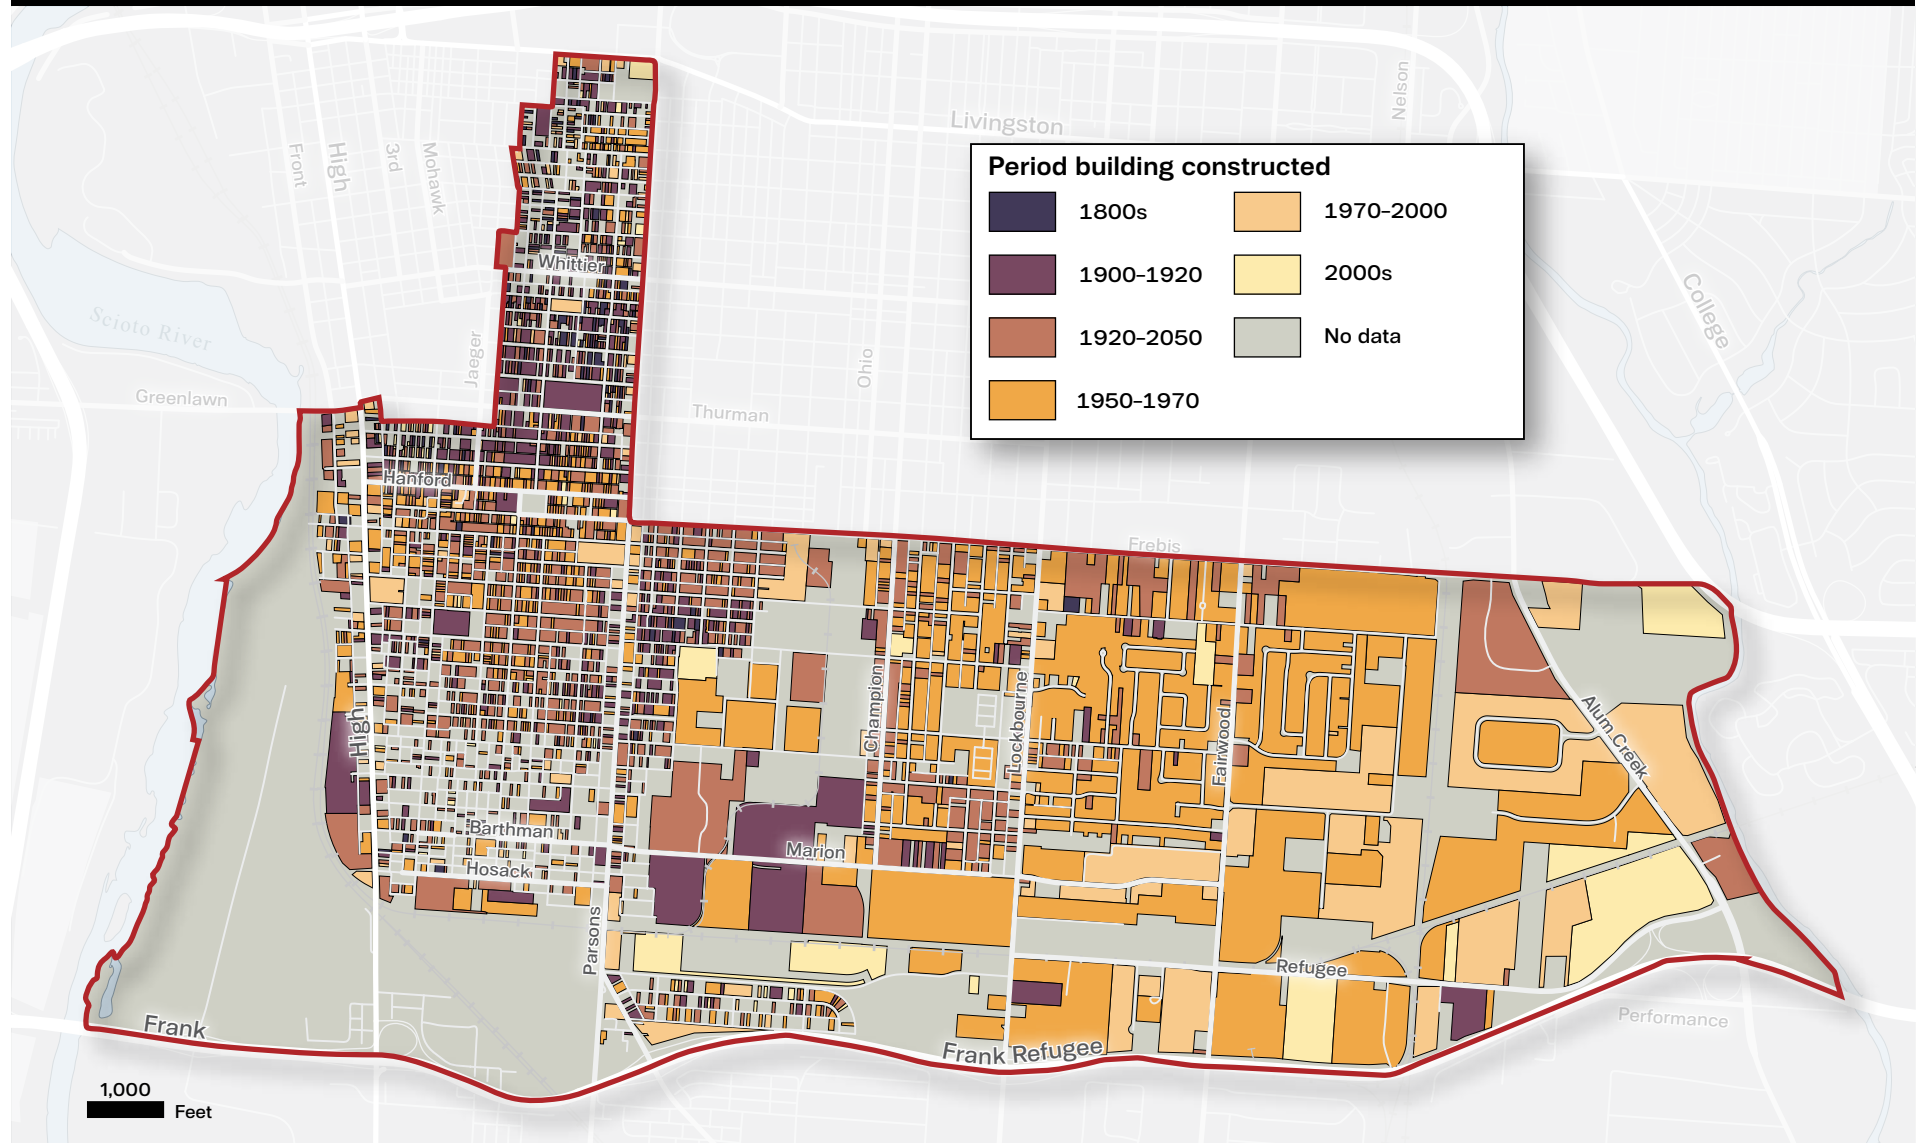 Livingston
Nelson
Front
High
3rd
Mohawk
Period building constructed
1800s
1900-1920
1920-2050
1950-1970
1970-2000
2000s
No data
Whittier
College
Scioto River
Jaeger
Ohio
Greenlawn
Thurman
Hanford
Frebis
High
Champion
Lockbourne
Fairwood
Alum Creek
Barthman
Marion
Hosack
Parsons
Refugee
Performance
Frank
Frank Refugee
1,000
Feet